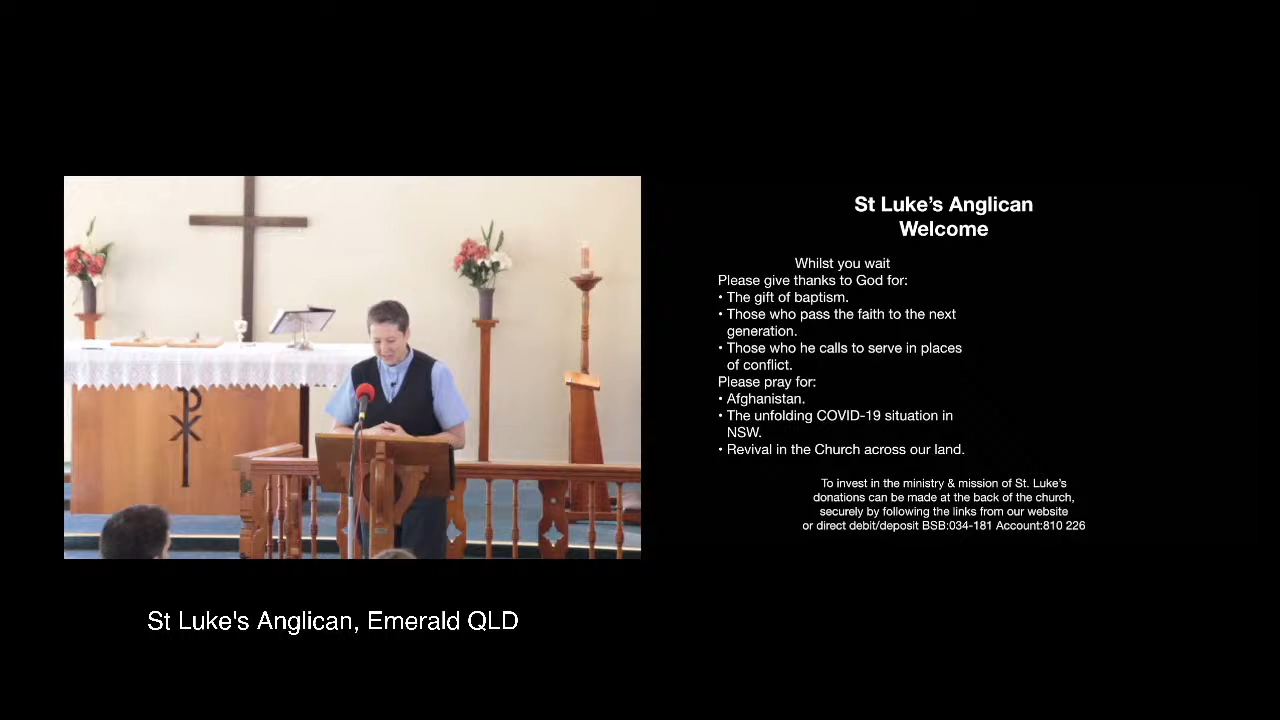 St Luke’s Anglican
Welcome
Whilst you wait
Please give thanks to God for:
• The gift of baptism.
• Those who pass the faith to the next
generation.
• Those who he calls to serve in places
of conflict.
Please pray for:
• Afghanistan.
• The unfolding COVID-19 situation in
NSW.
• Revival in the Church across our land.
To invest in the ministry & mission of St. Luke’s
donations can be made at the back of the church,
securely by following the links from our website
or direct debit/deposit BSB:034-181 Account:810 226
St Luke's Anglican, Emerald QLD